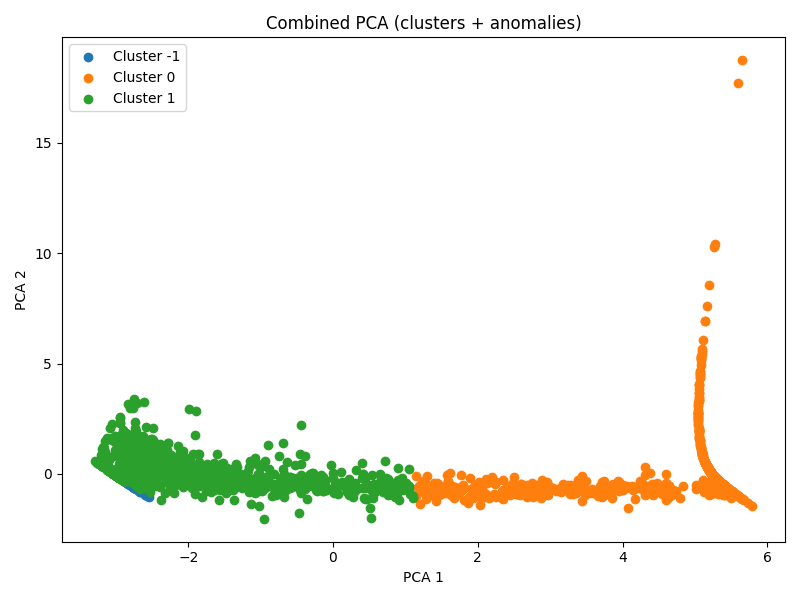 Combined PCA (clusters + anomalies)
Cluster -1
Cluster 0
Cluster 1
15
10
5
0
PCA 2
−2
0
2
4
6
PCA 1